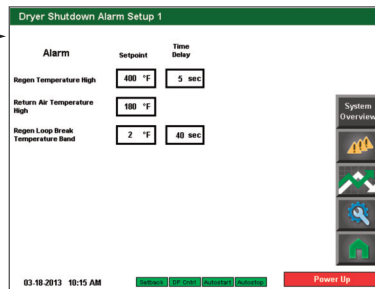 Dryer Shutdown Alarm Setup 1
Alarm Setpoint Time Delay
Regen Temperature High 400 °F 5 sec
Return Air Temperature High 180 °F
Regen Loop Break Temperature Band 2 °F 40 sec
System Overview
03-18-2013 10:15 AM Setback DP Cntrl Autostart Autostop Power Up